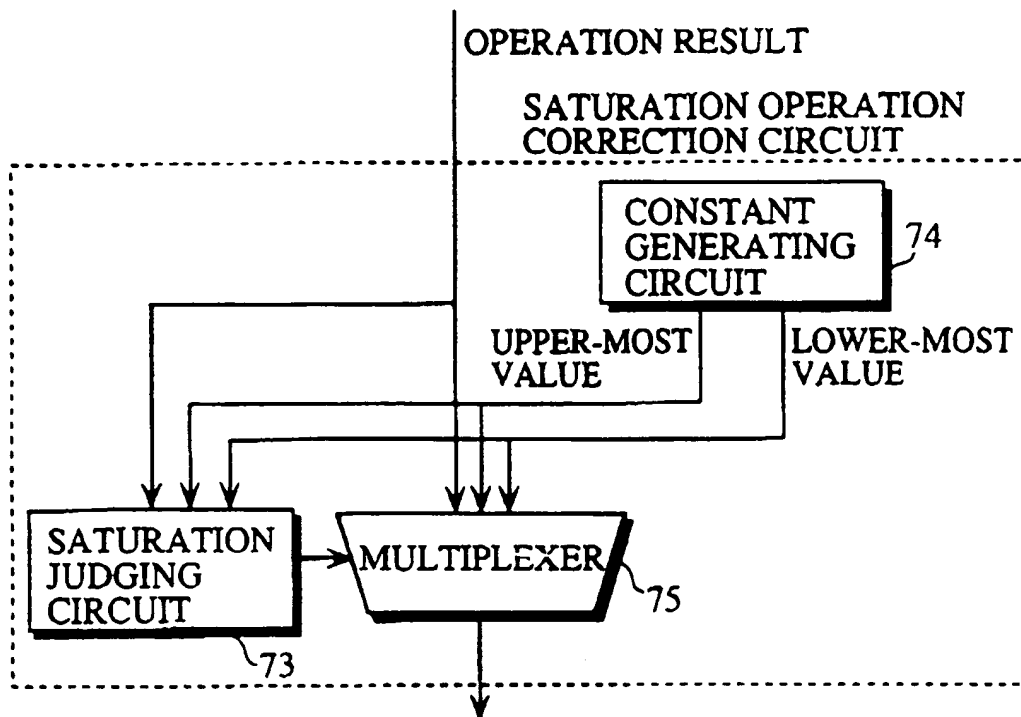 OPERATION RESULT
SATURATION OPERATION
CORRECTION CIRCUIT
CONSTANT
GENERATING
CIRCUIT
74
UPPER-MOST
VALUE
LOWER-MOST
VALUE
SATURATION
JUDGING
CIRCUIT
73
MULTIPLEXER
75